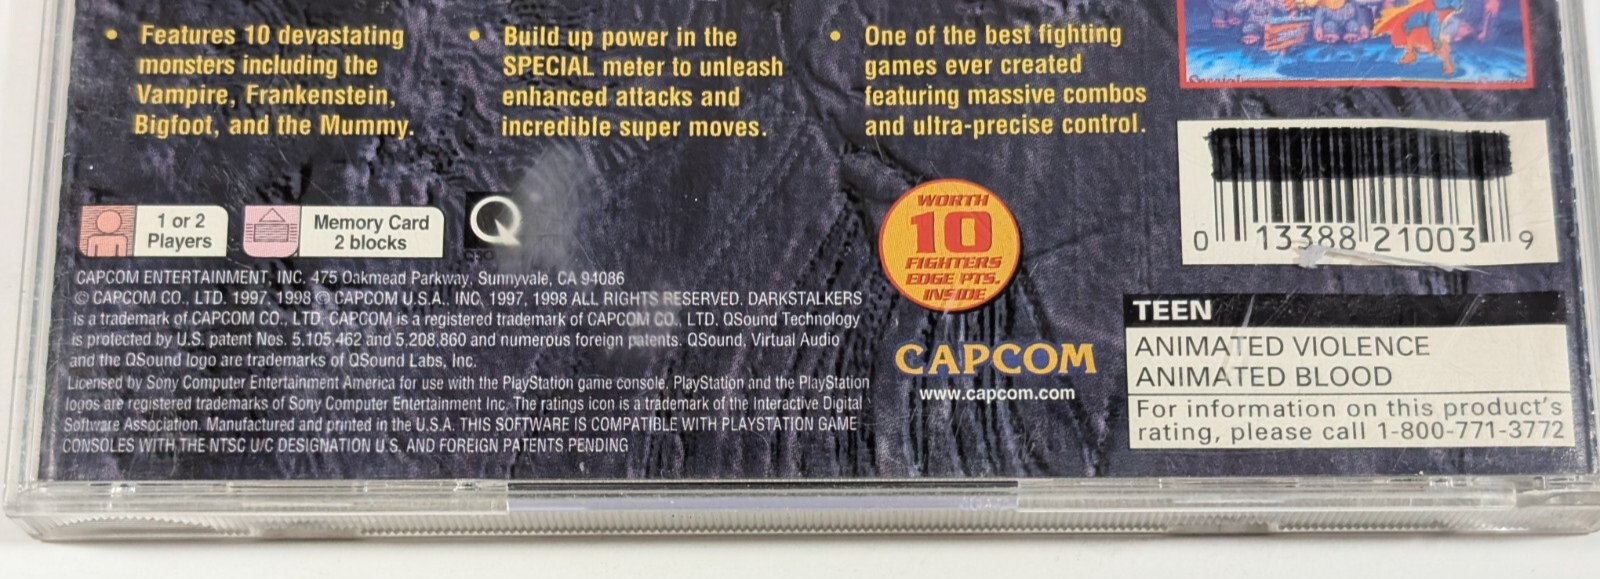 • Features 10 devastating
monsters including the
Vampire, Frankenstein,
Bigfoot, and the Mummy.
• Build up power in the
SPECIAL meter to unleash
enhanced attacks and
incredible super moves.
• One of the best fighting
games ever created
featuring massive combos
and ultra-precise control.
1 or 2
Players
Memory Card
2 blocks
Q
WORTH
10
FIGHTERS
EDGE PTS.
INSIDE
CAPCOM
www.capcom.com
0 13388 21003 9
TEEN
ANIMATED VIOLENCE
ANIMATED BLOOD
For information on this product's
rating, please call 1-800-771-3772
CAPCOM ENTERTAINMENT, INC. 475 Oakmead Parkway, Sunnyvale, CA 94086
© CAPCOM CO., LTD. 1997, 1998 © CAPCOM U.S.A., INC. 1997, 1998 ALL RIGHTS RESERVED. DARKSTALKERS
is a trademark of CAPCOM CO., LTD. CAPCOM is a registered trademark of CAPCOM CO., LTD. QSound Technology
is protected by U.S. patent Nos. 5,105,462 and 5,208,860 and numerous foreign patents. QSound, Virtual Audio
and the QSound logo are trademarks of QSound Labs, Inc.
Licensed by Sony Computer Entertainment America for use with the PlayStation game console. PlayStation and the PlayStation
logos are registered trademarks of Sony Computer Entertainment Inc. The ratings icon is a trademark of the Interactive Digital
Software Association. Manufactured and printed in the U.S.A. THIS SOFTWARE IS COMPATIBLE WITH PLAYSTATION GAME
CONSOLES WITH THE NTSC U/C DESIGNATION U.S. AND FOREIGN PATENTS PENDING